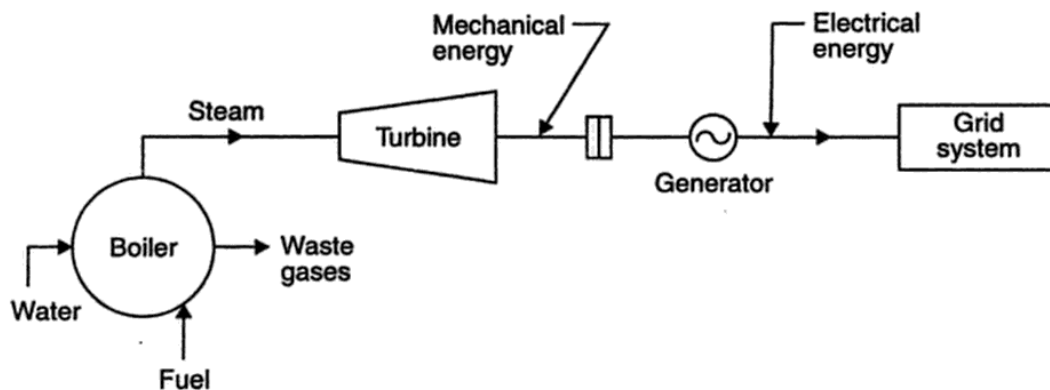 Mechanical
energy
Electrical
energy
Steam
Turbine
Grid
system
Generator
Boiler
Waste
gases
Water
Fuel